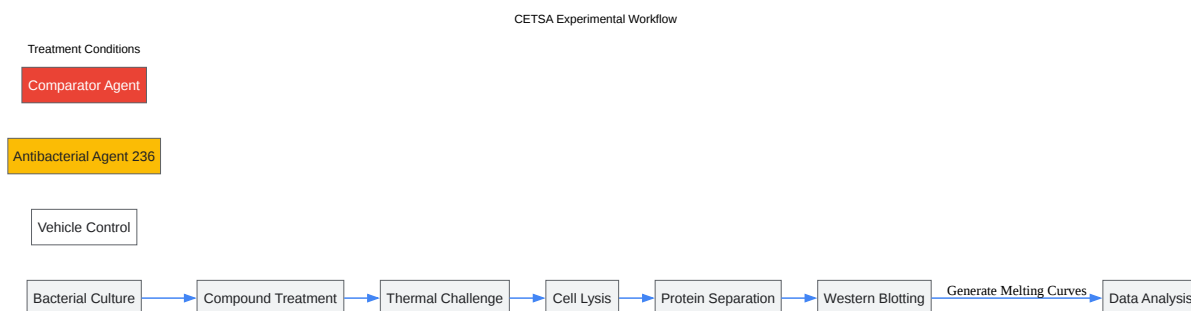 CETSA Experimental Workflow
Treatment Conditions
Comparator Agent
Antibacterial Agent 236
Vehicle Control
Bacterial Culture
Compound Treatment
Thermal Challenge
Cell Lysis
Protein Separation
Western Blotting
Generate Melting Curves
Data Analysis